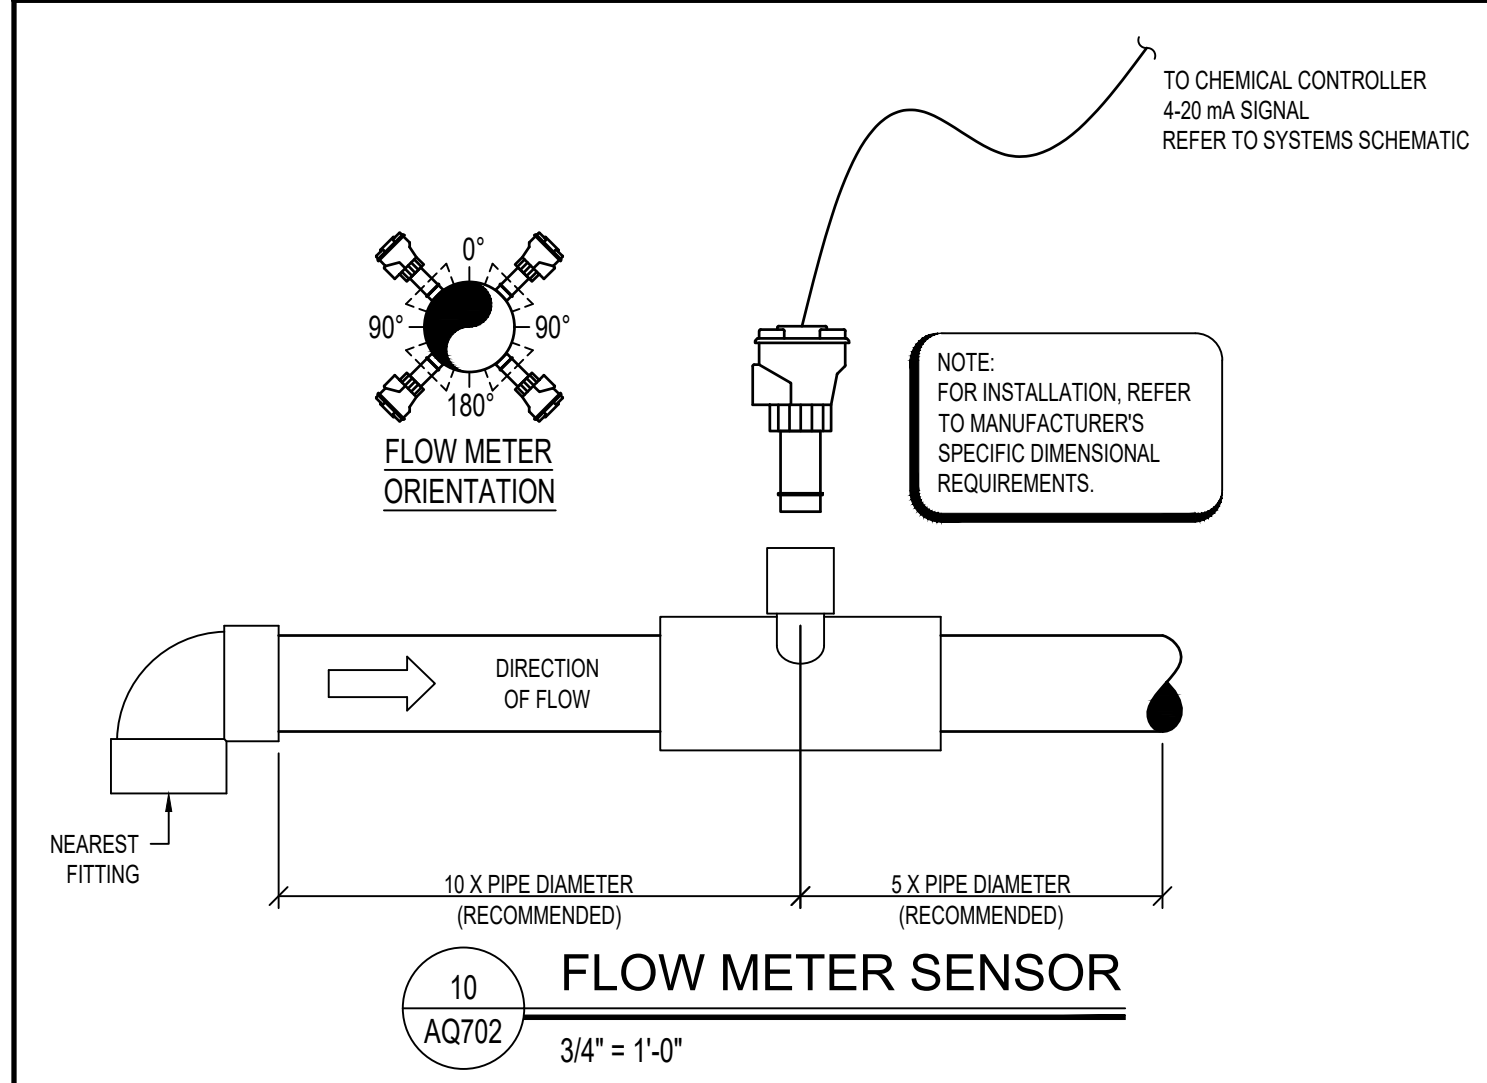 TO CHEMICAL CONTROLLER
4-20 mA SIGNAL
REFER TO SYSTEMS SCHEMATIC
0°
90°
90°
180°
FLOW METER
ORIENTATION
NOTE:
FOR INSTALLATION, REFER
TO MANUFACTURER'S
SPECIFIC DIMENSIONAL
REQUIREMENTS.
DIRECTION
OF FLOW
NEAREST
FITTING
10 X PIPE DIAMETER
(RECOMMENDED)
5 X PIPE DIAMETER
(RECOMMENDED)
10
AQ702
FLOW METER SENSOR
3/4" = 1'-0"